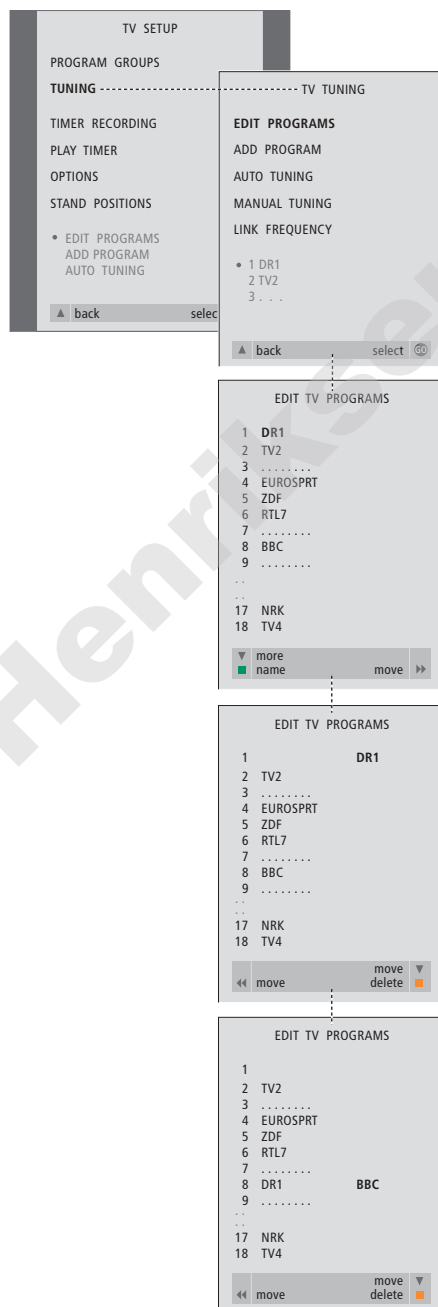 TV SETUP
PROGRAM GROUPS
TUNING
TIMER RECORDING
PLAY TIMER
OPTIONS
STAND POSITIONS
• EDIT PROGRAMS
ADD PROGRAM
AUTO TUNING
▲ back selec
TV TUNING
EDIT PROGRAMS
ADD PROGRAM
AUTO TUNING
MANUAL TUNING
LINK FREQUENCY
• 1 DR1
2 TV2
3 . . .
▲ back select GO
EDIT TV PROGRAMS
1 DR1
2 TV2
3 ........
4 EUROSPRT
5 ZDF
6 RTL7
7 ........
8 BBC
9 ........
. .
. .
17 NRK
18 TV4
▼ more
name move ▶▶
EDIT TV PROGRAMS
1 DR1
2 TV2
3 ........
4 EUROSPRT
5 ZDF
6 RTL7
7 ........
8 BBC
9 ........
. .
. .
17 NRK
18 TV4
move ▼
◀◀ move delete
EDIT TV PROGRAMS
1
2 TV2
3 ........
4 EUROSPRT
5 ZDF
6 RTL7
7 ........
8 DR1 BBC
9 ........
. .
. .
17 NRK
18 TV4
move ▼
◀◀ move delete
Henrikse